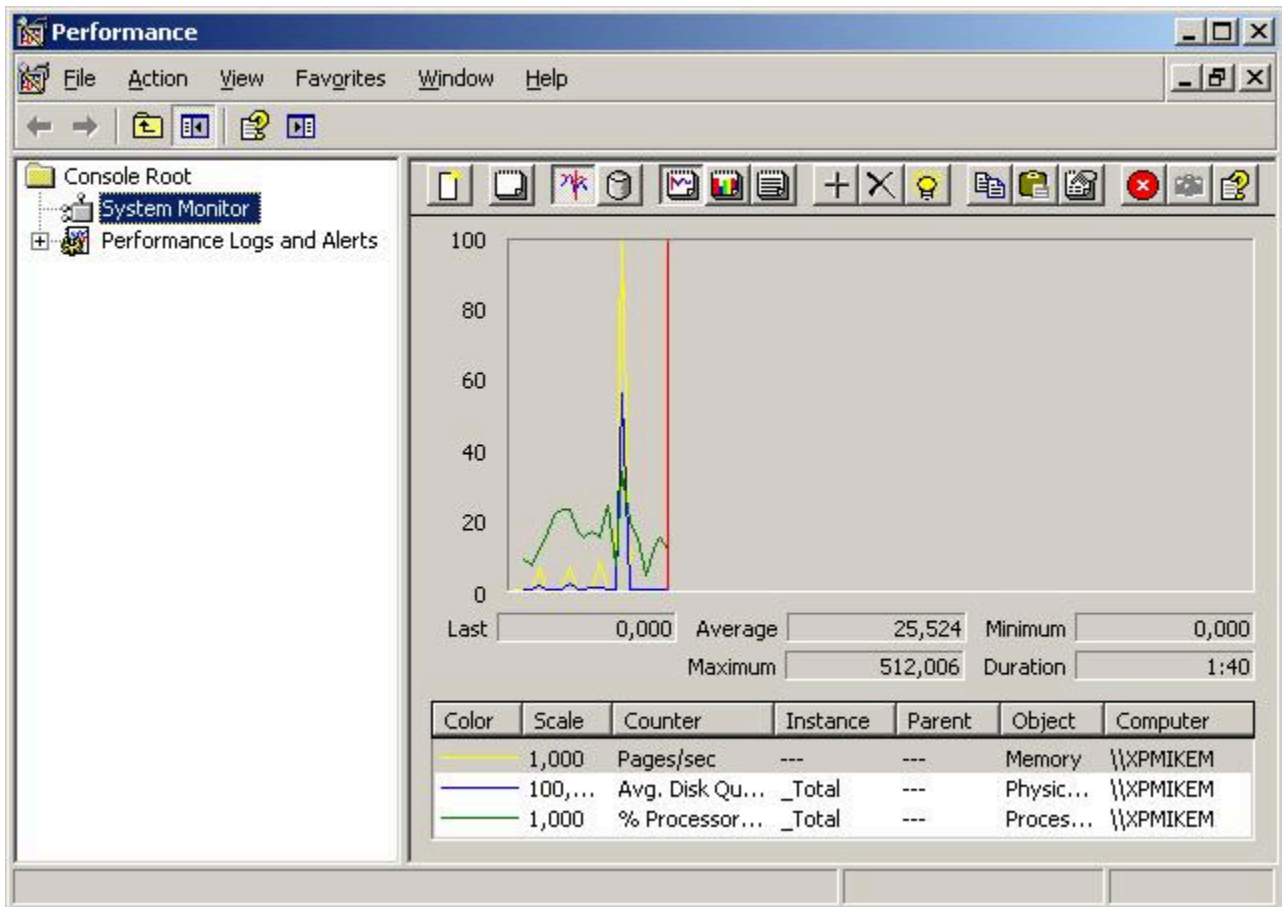 Performance
File Action View Favorites Window Help
Console Root
System Monitor
Performance Logs and Alerts
100
80
60
40
20
0
Last 0,000 Average 25,524 Minimum 0,000
Maximum 512,006 Duration 1:40
Color Scale Counter Instance Parent Object Computer
1,000 Pages/sec --- --- Memory \\XPMIKEM
100,... Avg. Disk Qu... _Total --- Physic... \\XPMIKEM
1,000 % Processor... _Total --- Proces... \\XPMIKEM